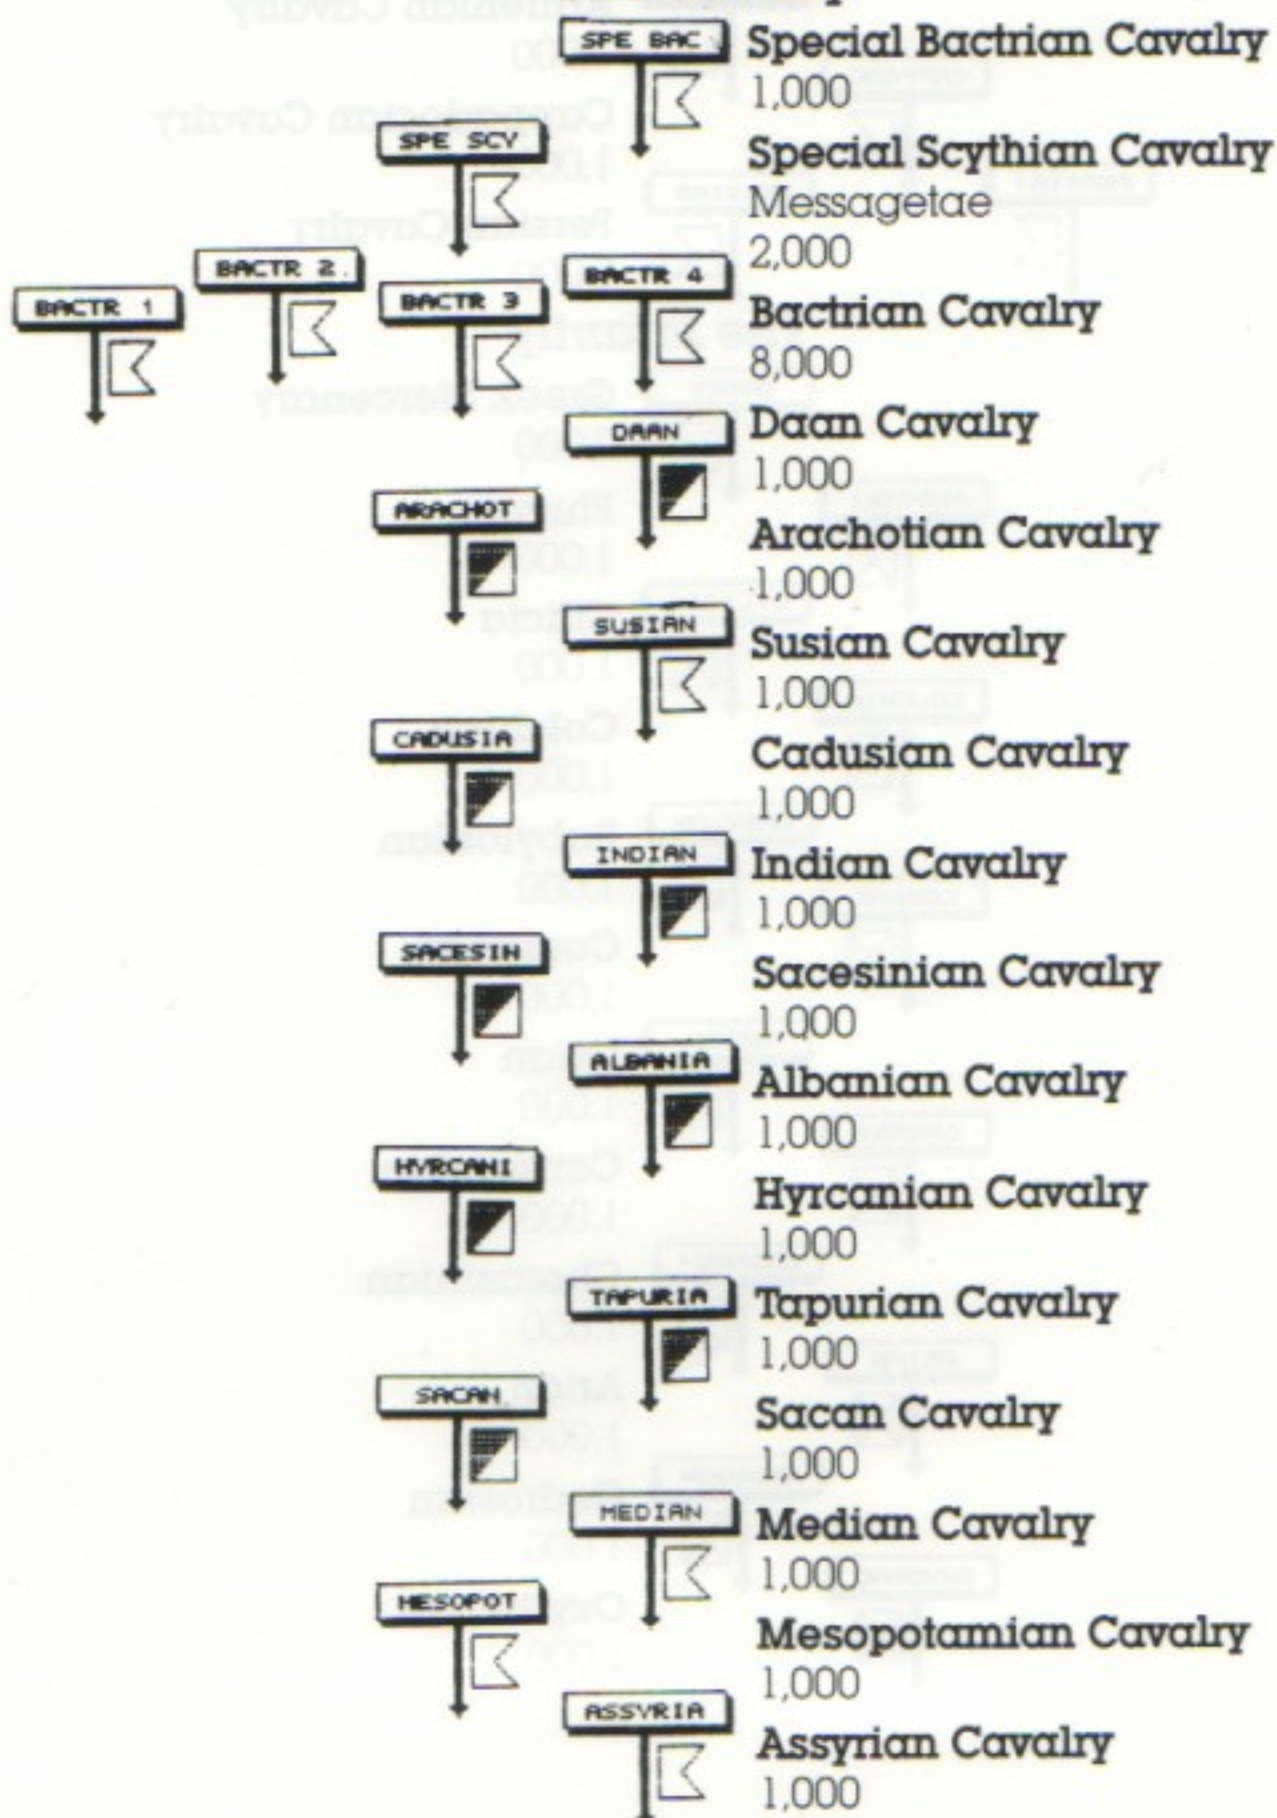 SPE BAC
Special Bactrian Cavalry
1,000
SPE SCY
Special Scythian Cavalry
Messagetae
2,000
BACTR 1
BACTR 2
BACTR 3
BACTR 4
Bactrian Cavalry
8,000
DAAN
Daan Cavalry
1,000
ARACHOT
Arachotian Cavalry
1,000
SUSIAN
Susian Cavalry
1,000
CADUSIA
Cadusian Cavalry
1,000
INDIAN
Indian Cavalry
1,000
SACESIN
Sacesinian Cavalry
1,000
ALBANIA
Albanian Cavalry
1,000
HYRCANI
Hyrcanian Cavalry
1,000
TAPURIA
Tapurian Cavalry
1,000
SACAN
Sacan Cavalry
1,000
MEDIAN
Median Cavalry
1,000
MESOPOT
Mesopotamian Cavalry
1,000
ASSYRIA
Assyrian Cavalry
1,000